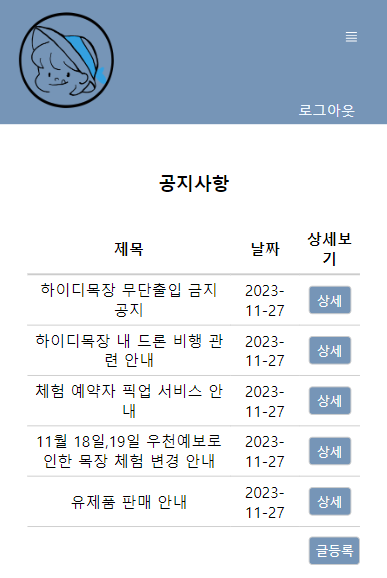 로그아웃
공지사항
제목 날짜 상세보
기
하이디목장 무단출입 금지
공지
2023-
11-27
상세
하이디목장 내 드론 비행 관
련 안내
2023-
11-27
상세
체험 예약자 픽업 서비스 안
내
2023-
11-27
상세
11월 18일,19일 우천예보로
인한 목장 체험 변경 안내
2023-
11-27
상세
유제품 판매 안내
2023-
11-27
상세
글등록